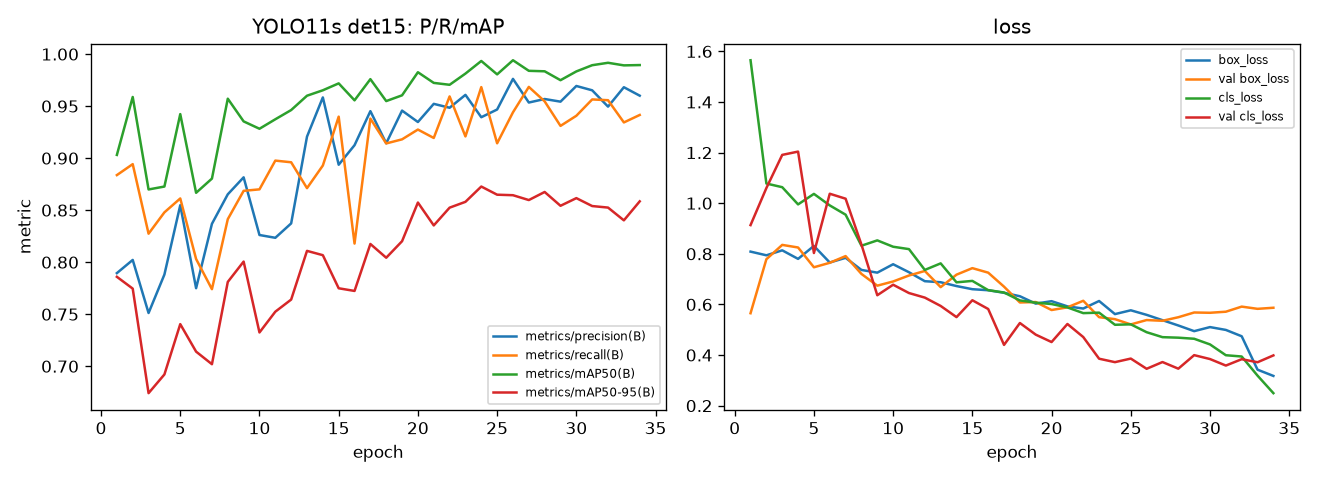 YOLO11s det15: P/R/mAP
metric
1.00
0.95
0.90
0.85
0.80
0.75
0.70
0 5 10 15 20 25 30 35
epoch
metrics/precision(B)
metrics/recall(B)
metrics/mAP50(B)
metrics/mAP50-95(B)
loss
1.6
1.4
1.2
1.0
0.8
0.6
0.4
0.2
0 5 10 15 20 25 30 35
epoch
box_loss
val box_loss
cls_loss
val cls_loss